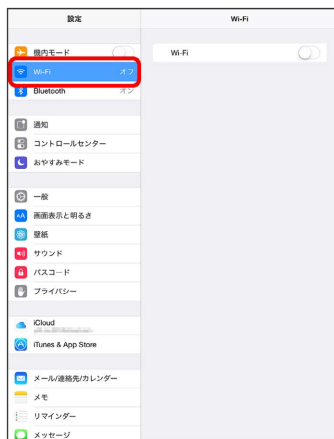 設定
Wi-Fi
機内モード
Wi-Fi オフ
Wi-Fi
Bluetooth オン
通知
コントロールセンター
おやすみモード
一般
AA 画面表示と明るさ
壁紙
サウンド
パスコード
プライバシー
iCloud
iTunes & App Store
メール/連絡先/カレンダー
メモ
リマインダー
メッセージ